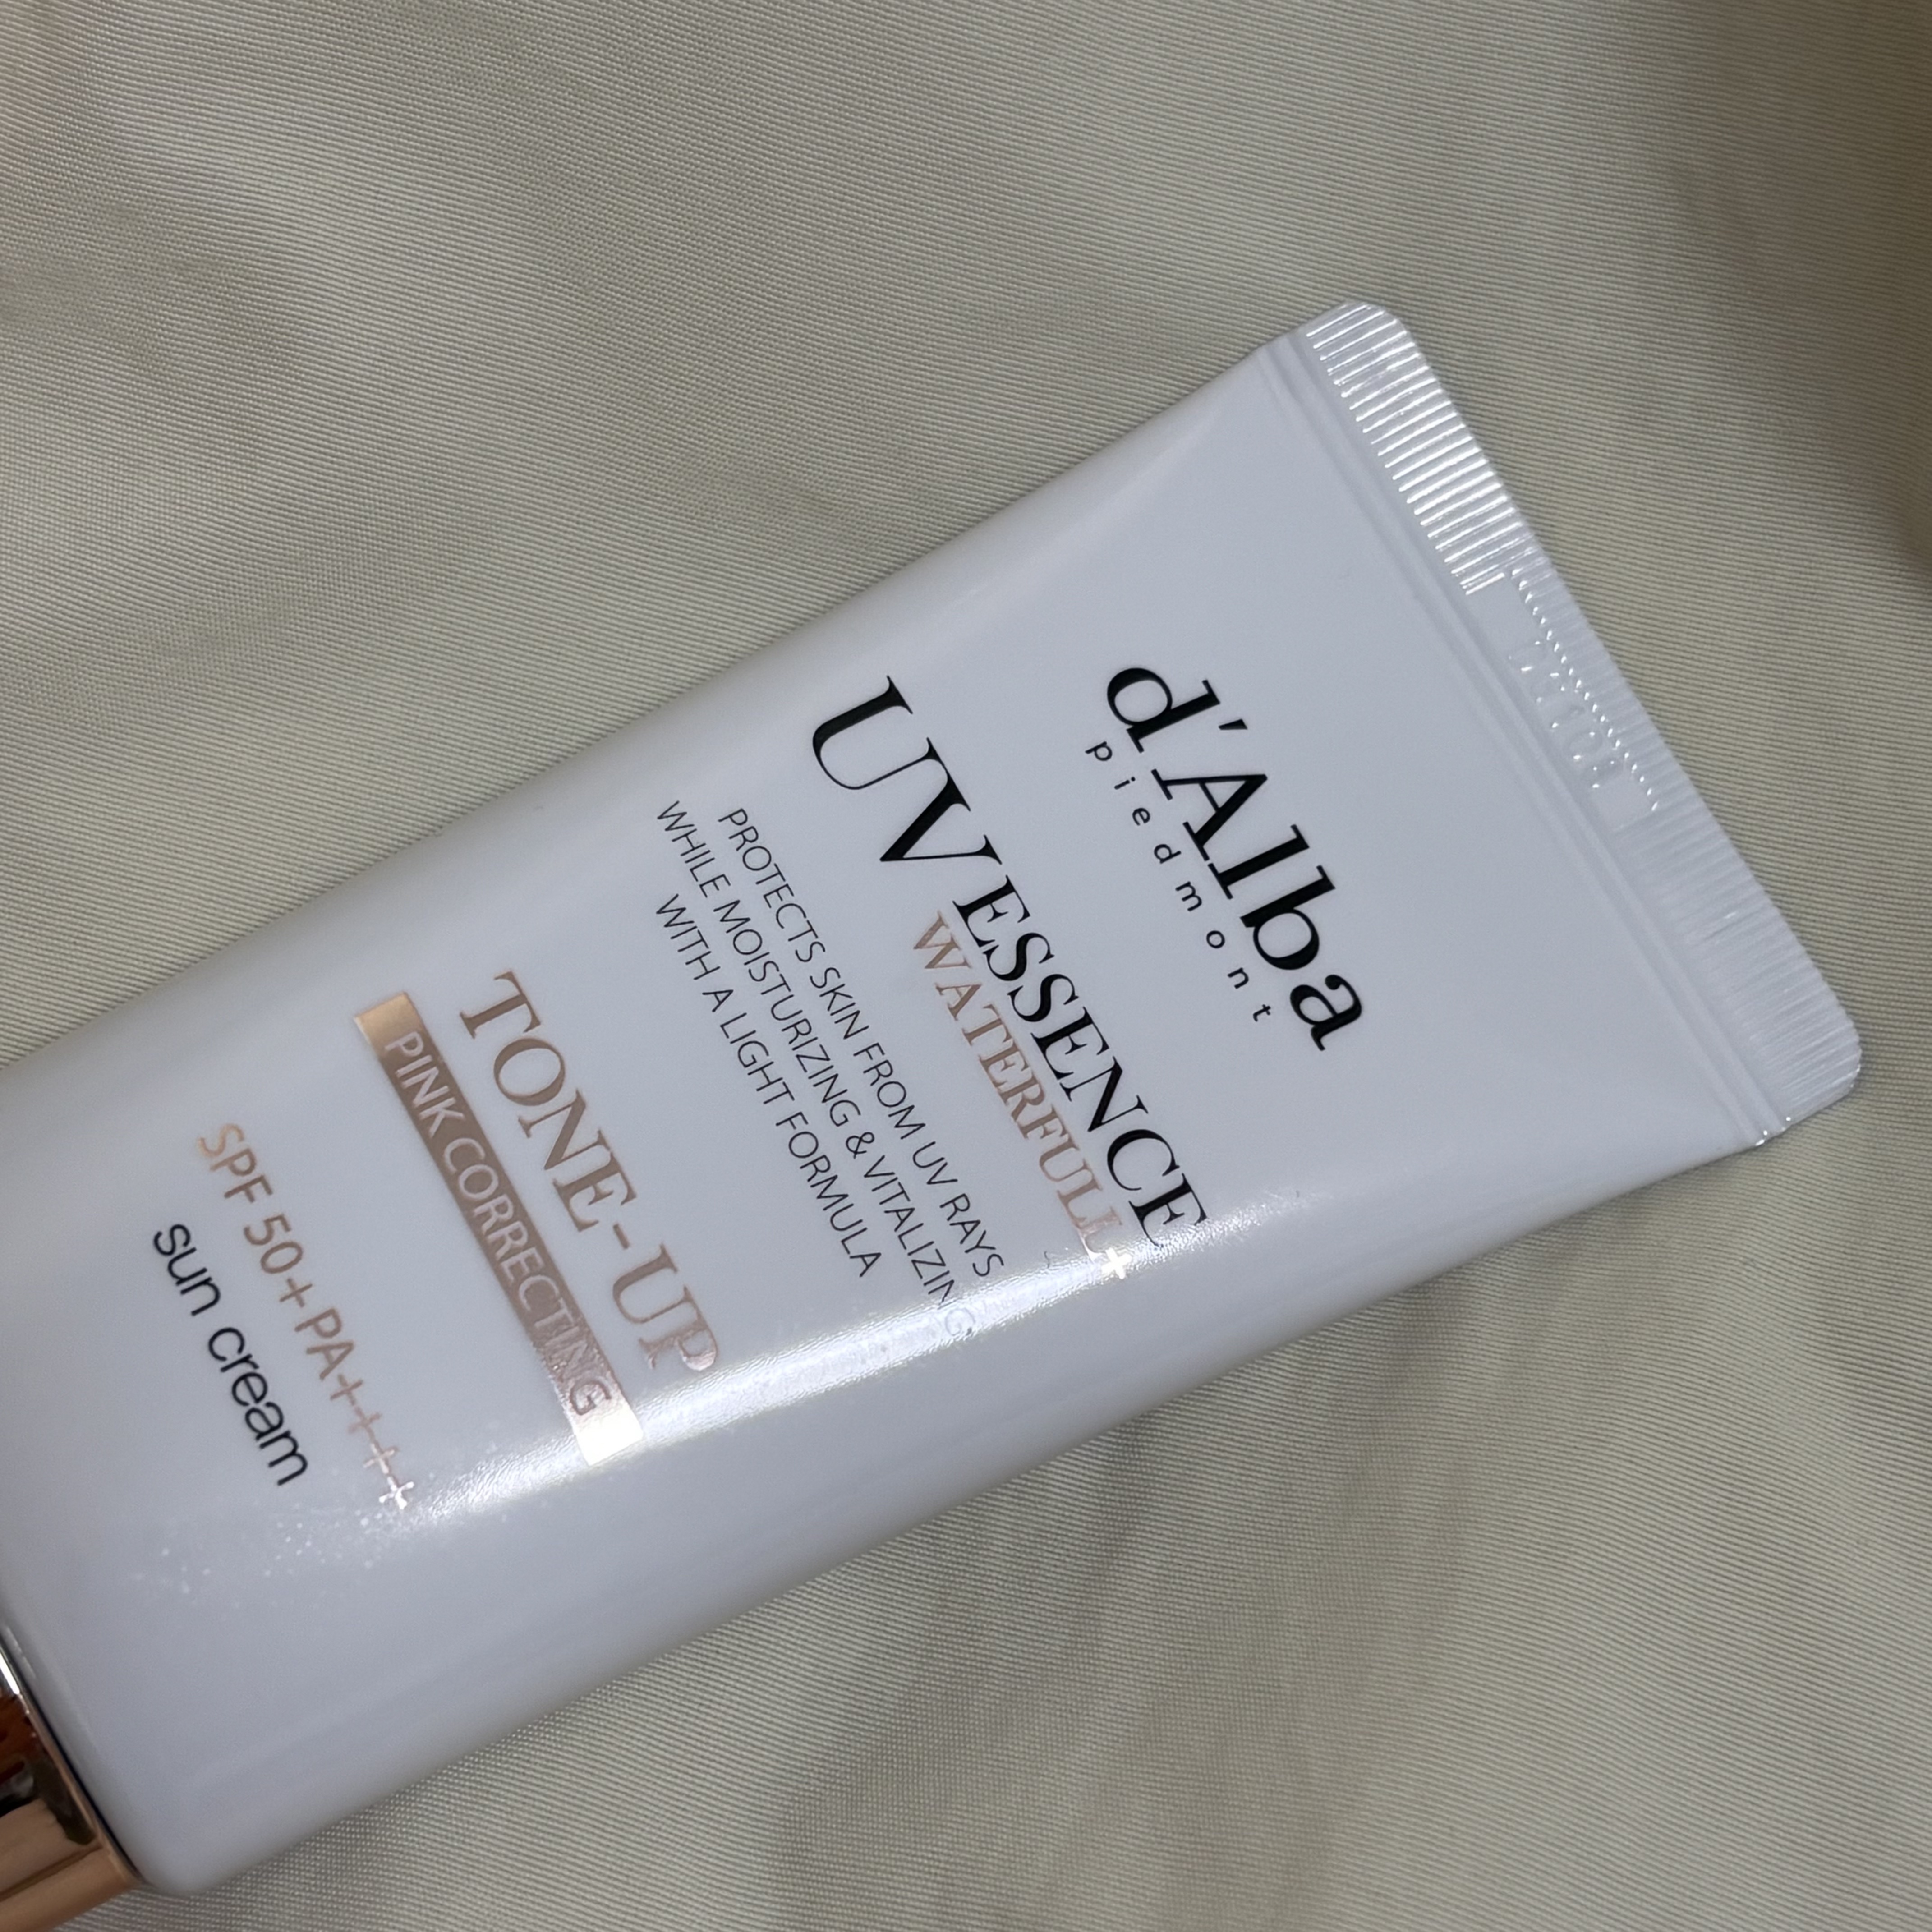 d'Alba
piedmont
UV ESSENCE
WATERFULL+
PROTECTS SKIN FROM UV RAYS
WHILE MOISTURIZING & VITALIZING
WITH A LIGHT FORMULA
TONE-UP
PINK CORRECTING
SPF 50+ PA++++
sun cream